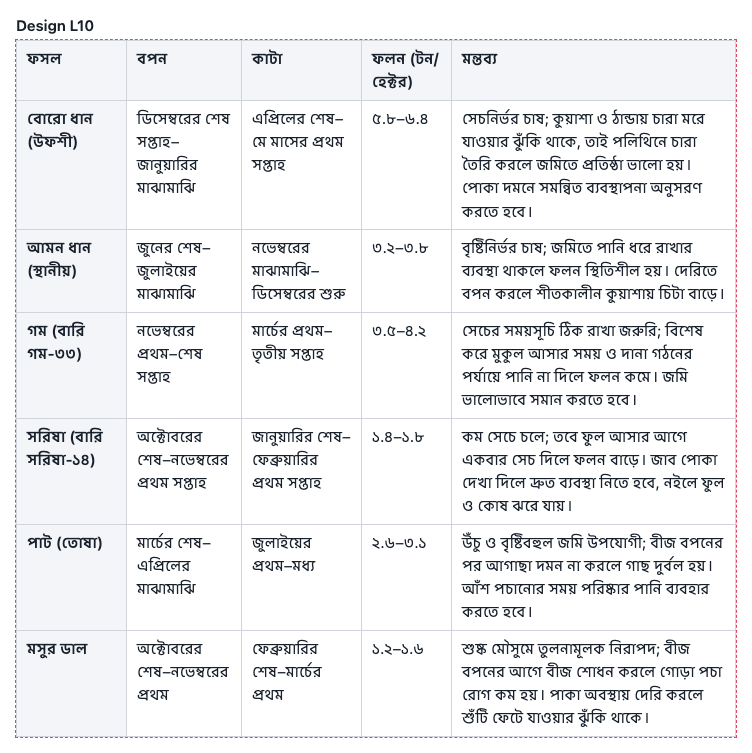 Design L10
ফসল
বপন
কাটা
ফলন (টন/
হেক্টর)
মন্তব্য
বোরো ধান
(উফশী)
ডিসেম্বরের শেষ
সপ্তাহ–
জানুয়ারির
মাঝামাঝি
এপ্রিলের শেষ–
মে মাসের প্রথম
সপ্তাহ
৫.৮–৬.৪
সেচনির্ভর চাষ; কুয়াশা ও ঠান্ডায় চারা মরে
যাওয়ার ঝুঁকি থাকে, তাই পলিথিনে চারা
তৈরি করলে জমিতে প্রতিষ্ঠা ভালো হয়।
পোকা দমনে সমন্বিত ব্যবস্থাপনা অনুসরণ
করতে হবে।
আমন ধান
(স্থানীয়)
জুনের শেষ–
জুলাইয়ের
মাঝামাঝি
নভেম্বরের
মাঝামাঝি–
ডিসেম্বরের শুরু
৩.২–৩.৮
বৃষ্টিনির্ভর চাষ; জমিতে পানি ধরে রাখার
ব্যবস্থা থাকলে ফলন স্থিতিশীল হয়। দেরিতে
বপন করলে শীতকালীন কুয়াশায় চিটা বাড়ে।
গম (বারি
গম-৩৩)
নভেম্বরের
প্রথম–শেষ
সপ্তাহ
মার্চের প্রথম–
তৃতীয় সপ্তাহ
৩.৫–৪.২
সেচের সময়সূচি ঠিক রাখা জরুরি; বিশেষ
করে মুকুল আসার সময় ও দানা গঠনের
পর্যায়ে পানি না দিলে ফলন কমে। জমি
ভালোভাবে সমান করতে হবে।
সরিষা (বারি
সরিষা-১৪)
অক্টোবরের
শেষ–নভেম্বরের
প্রথম সপ্তাহ
জানুয়ারির শেষ–
ফেব্রুয়ারির
প্রথম সপ্তাহ
১.৪–১.৮
কম সেচে চলে; তবে ফুল আসার আগে
একবার সেচ দিলে ফলন বাড়ে। জাব পোকা
দেখা দিলে দ্রুত ব্যবস্থা নিতে হবে, নইলে ফুল
ও কোষ ঝরে যায়।
পাট (তোষা)
মার্চের শেষ–
এপ্রিলের
মাঝামাঝি
জুলাইয়ের
প্রথম–মধ্য
২.৬–৩.১
উঁচু ও বৃষ্টিবহুল জমি উপযোগী; বীজ বপনের
পর আগাছা দমন না করলে গাছ দুর্বল হয়।
আঁশ পচানোর সময় পরিষ্কার পানি ব্যবহার
করতে হবে।
মসুর ডাল
অক্টোবরের
শেষ–নভেম্বরের
প্রথম
ফেব্রুয়ারির
শেষ–মার্চের
প্রথম
১.২–১.৬
শুষ্ক মৌসুমে তুলনামূলক নিরাপদ; বীজ
বপনের আগে বীজ শোধন করলে গোড়া পচা
রোগ কম হয়। পাকা অবস্থায় দেরি করলে
শুঁটি ফেটে যাওয়ার ঝুঁকি থাকে।